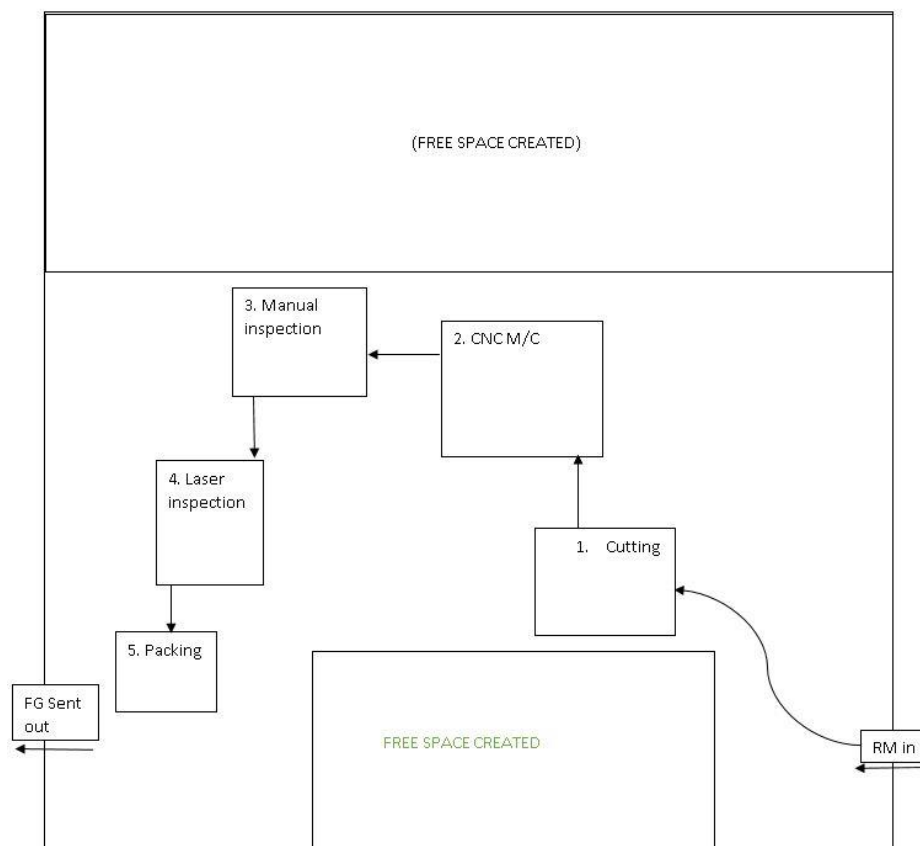 (FREE SPACE CREATED)
3. Manual
inspection
2. CNC M/C
4. Laser
inspection
1. Cutting
5. Packing
FG Sent
out
FREE SPACE CREATED
RM in